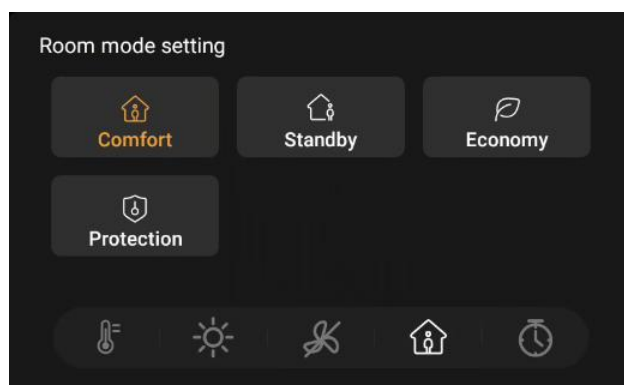 Room mode setting
Comfort
Standby
Economy
Protection